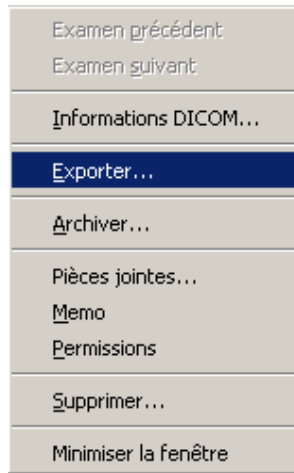 Examen précédent
Examen suivant
Informations DICOM...
Exporter...
Archiver...
Pièces jointes...
Memo
Permissions
Supprimer...
Minimiser la fenêtre